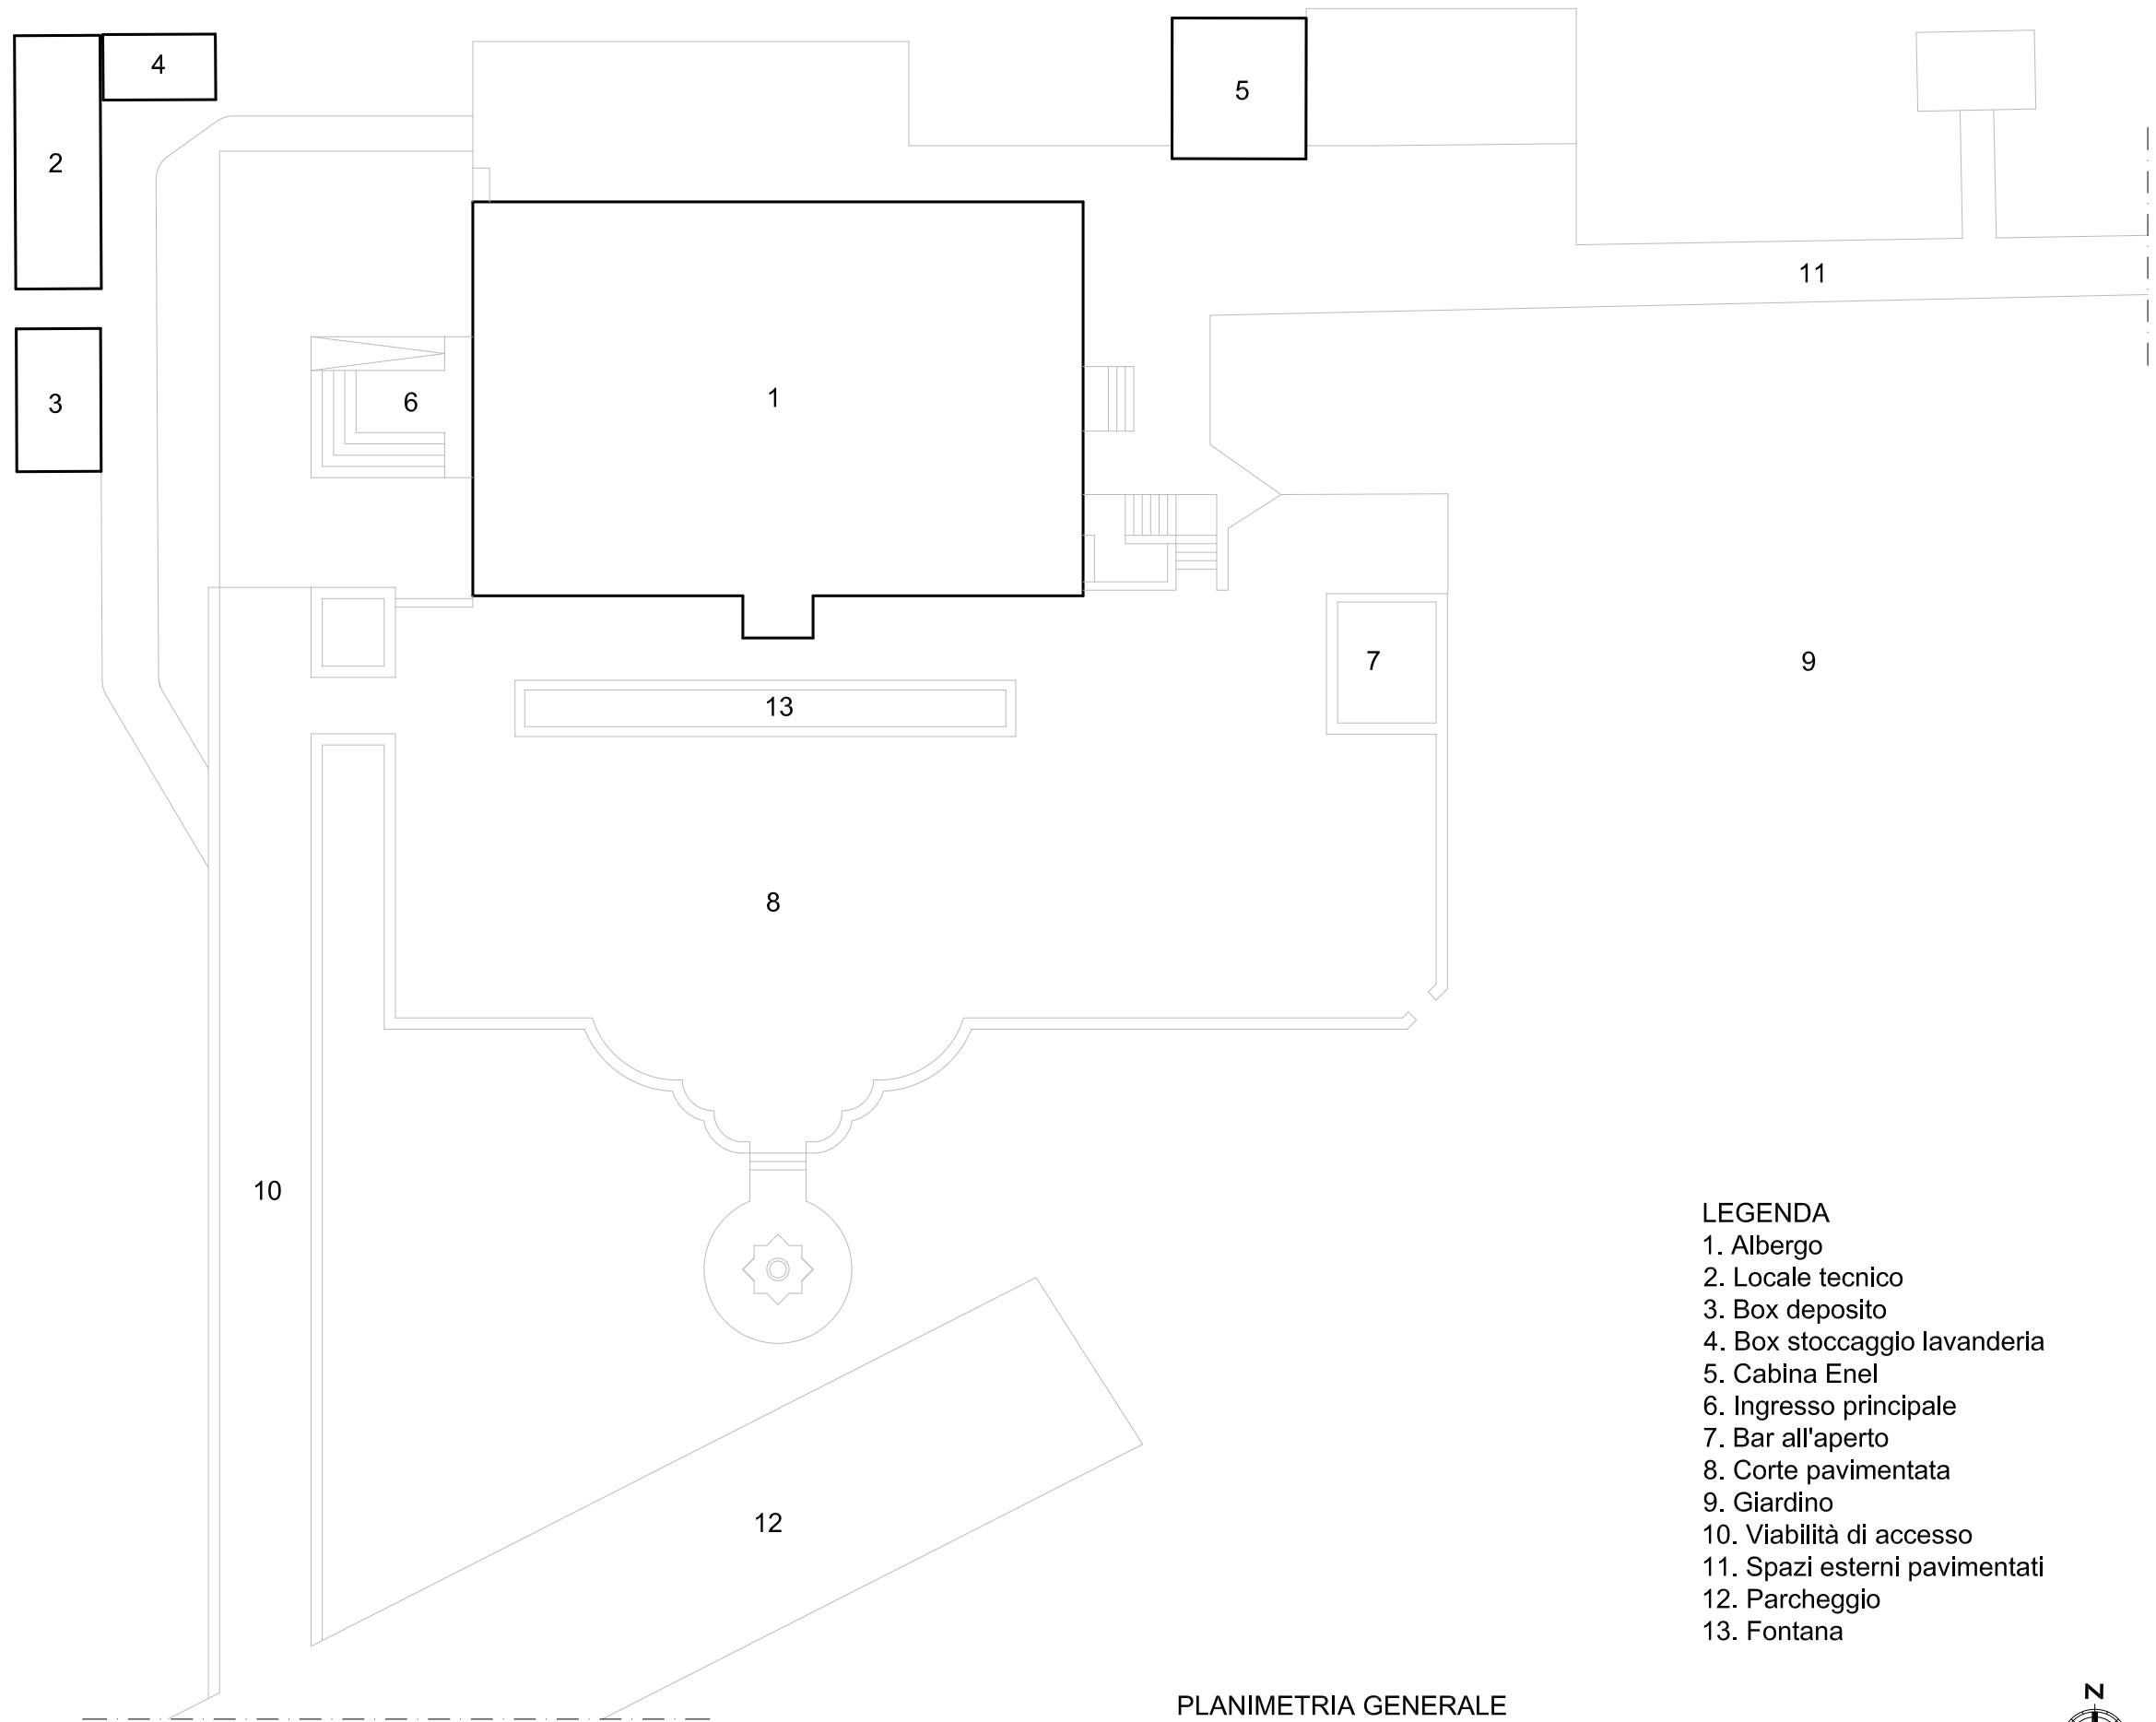 4
5
2
11
3
6
1
7
9
13
8
10
12
LEGENDA
1. Albergo
2. Locale tecnico
3. Box deposito
4. Box stoccaggio lavanderia
5. Cabina Enel
6. Ingresso principale
7. Bar all'aperto
8. Corte pavimentata
9. Giardino
10. Viabilità di accesso
11. Spazi esterni pavimentati
12. Parcheggio
13. Fontana
N
PLANIMETRIA GENERALE